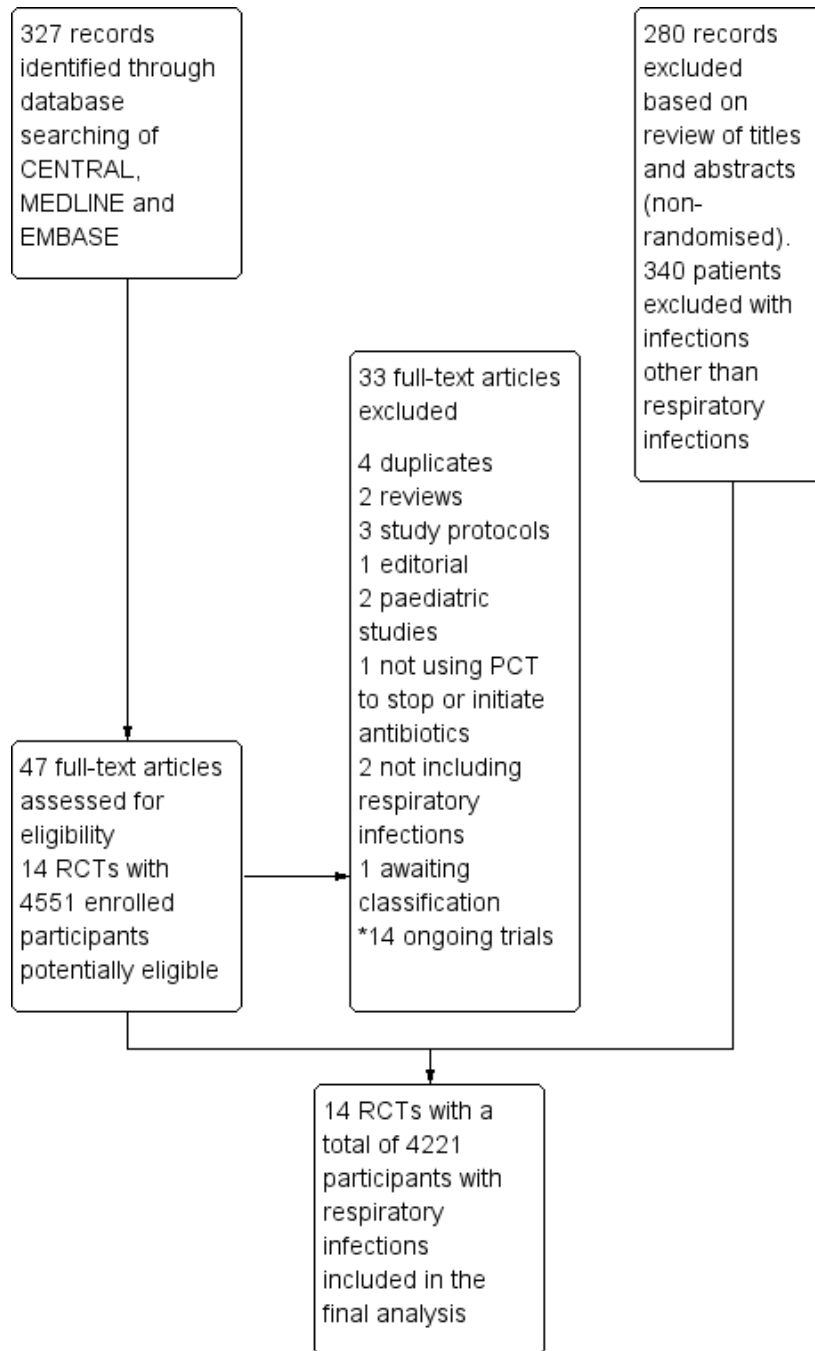 327 records
identified through
database
searching of
CENTRAL,
MEDLINE and
EMBASE
280 records
excluded
based on
review of titles
and abstracts
(non-
randomised).
340 patients
excluded with
infections
other than
respiratory
infections
33 full-text articles
excluded
4 duplicates
2 reviews
3 study protocols
1 editorial
2 paediatric
studies
1 not using PCT
to stop or initiate
antibiotics
2 not including
respiratory
infections
1 awaiting
classification
*14 ongoing trials
47 full-text articles
assessed for
eligibility
14 RCTs with
4551 enrolled
participants
potentially eligible
14 RCTs with a
total of 4221
participants with
respiratory
infections
included in the
final analysis